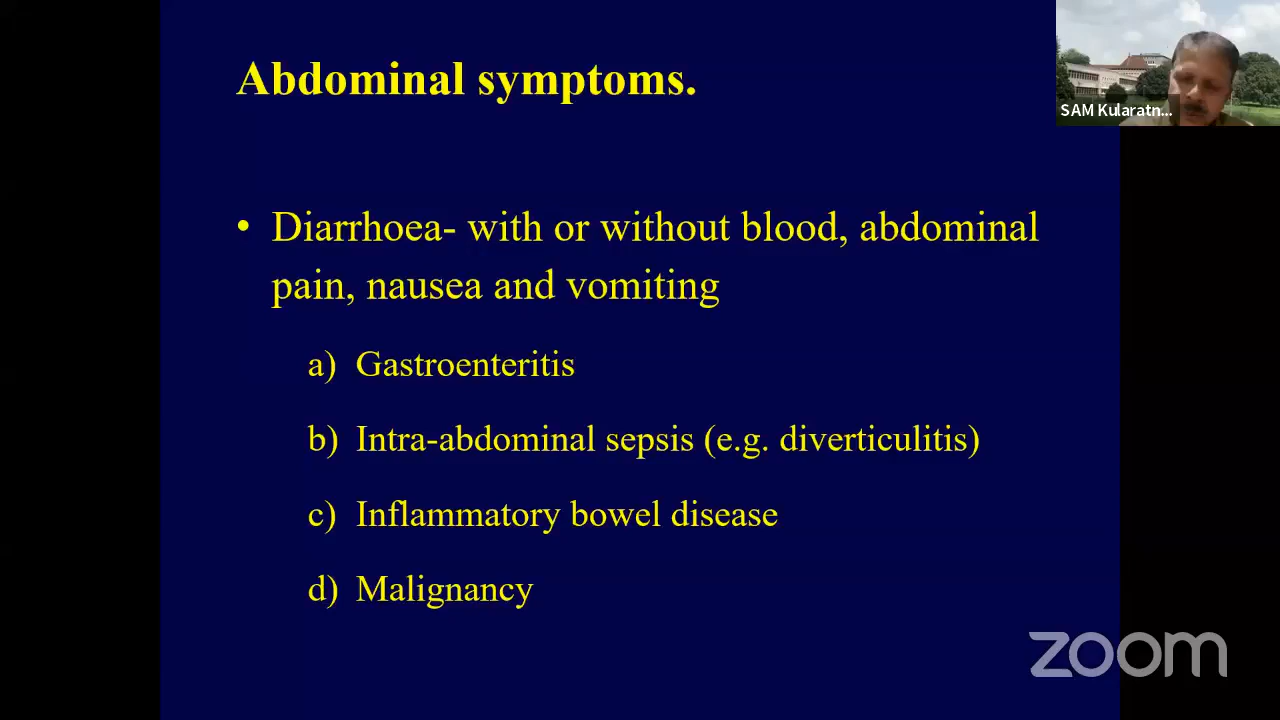 Abdominal symptoms.
SAM Kularatn...
• Diarrhoea- with or without blood, abdominal
pain, nausea and vomiting
a) Gastroenteritis
b) Intra-abdominal sepsis (e.g. diverticulitis)
c) Inflammatory bowel disease
d) Malignancy
zoom